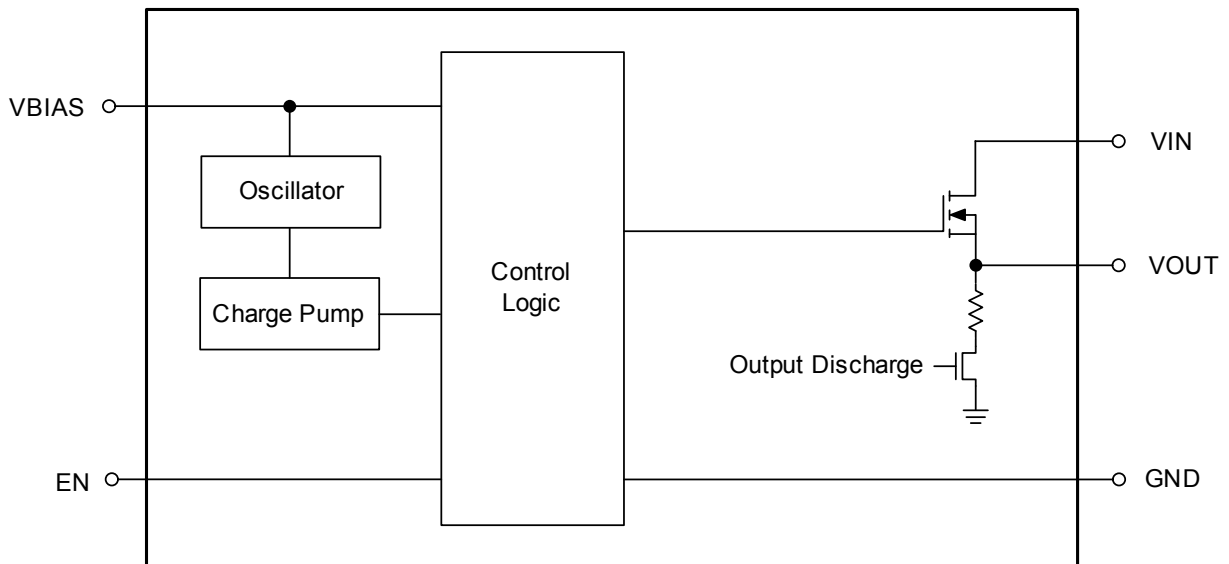 VBIAS
VIN
Oscillator
VOUT
Control
Logic
Charge Pump
Output Discharge
EN
GND